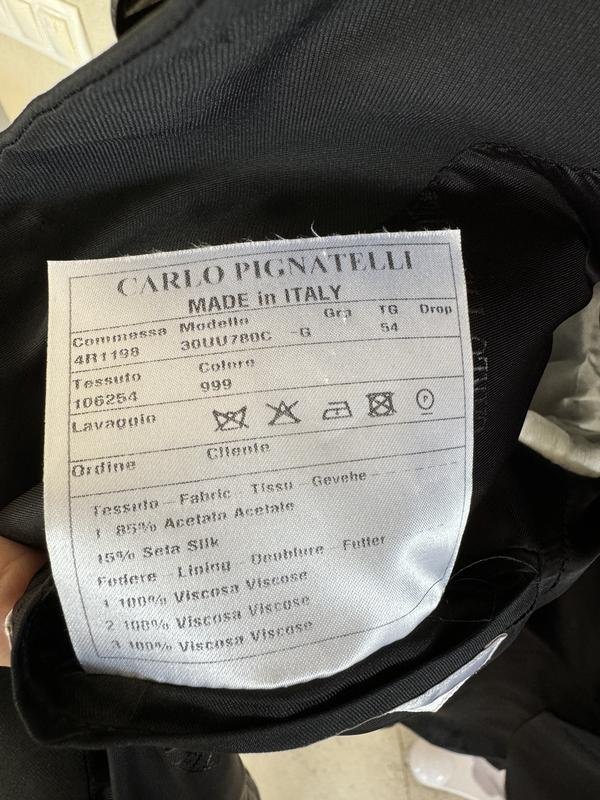 CARLO PIGNATELLI
MADE in ITALY
Commessa Modello Gra TG Drop
4R1198 30UU780C -G 54
Tessuto Colore
106254 999
Lavaggio P
Ordine Cliente
Tessuto - Fabric - Tissu - Gevebe
1 85% Acetato Acetate
15% Seta Silk
Fodere - Lining - Doublure - Futter
1 100% Viscosa Viscose
2 100% Viscosa Viscose
3 100% Viscosa Viscose
CARLO